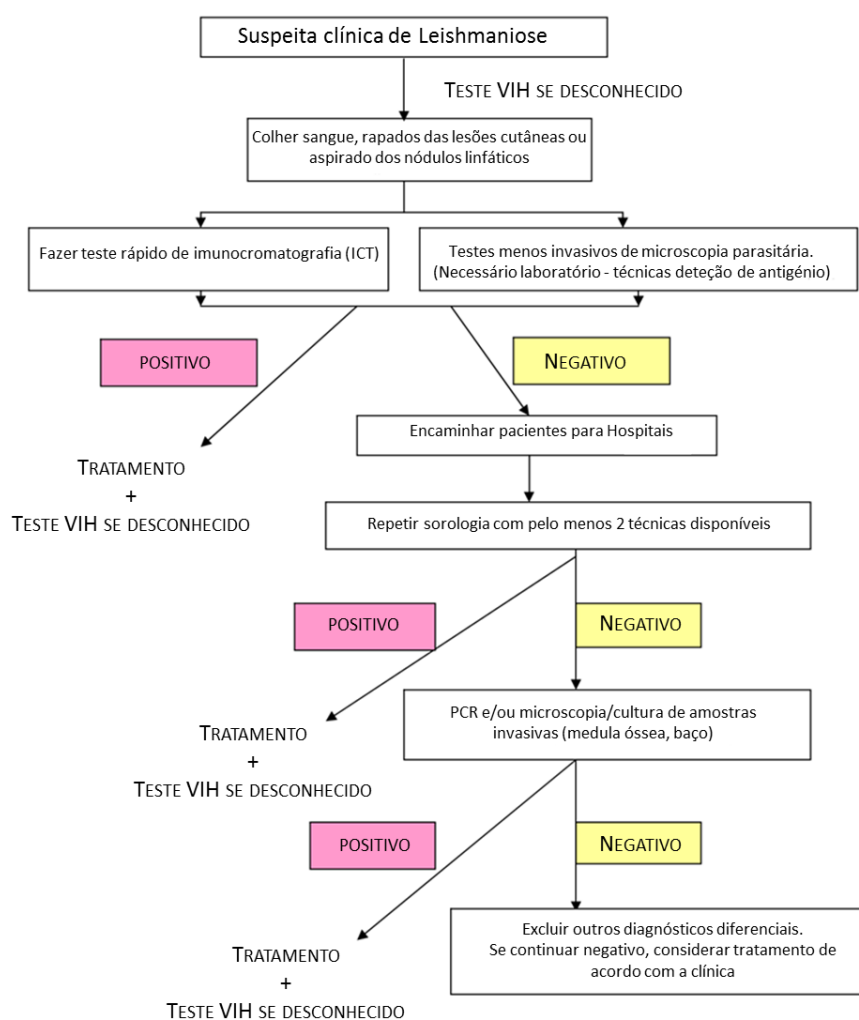 Suspeita clínica de Leishmaniose
TESTE VIH SE DESCONHECIDO
Colher sangue, rapados das lesões cutâneas ou
aspirado dos nódulos linfáticos
Fazer teste rápido de imunocromatografia (ICT)
Testes menos invasivos de microscopia parasitária.
(Necessário laboratório - técnicas deteção de antigénio)
POSITIVO
NEGATIVO
Encaminhar pacientes para Hospitais
TRATAMENTO
+
TESTE VIH SE DESCONHECIDO
Repetir sorologia com pelo menos 2 técnicas disponíveis
POSITIVO
NEGATIVO
PCR e/ou microscopia/cultura de amostras
invasivas (medula óssea, baço)
TRATAMENTO
+
TESTE VIH SE DESCONHECIDO
POSITIVO
NEGATIVO
Excluir outros diagnósticos diferenciais.
Se continuar negativo, considerar tratamento de
acordo com a clínica
TRATAMENTO
+
TESTE VIH SE DESCONHECIDO